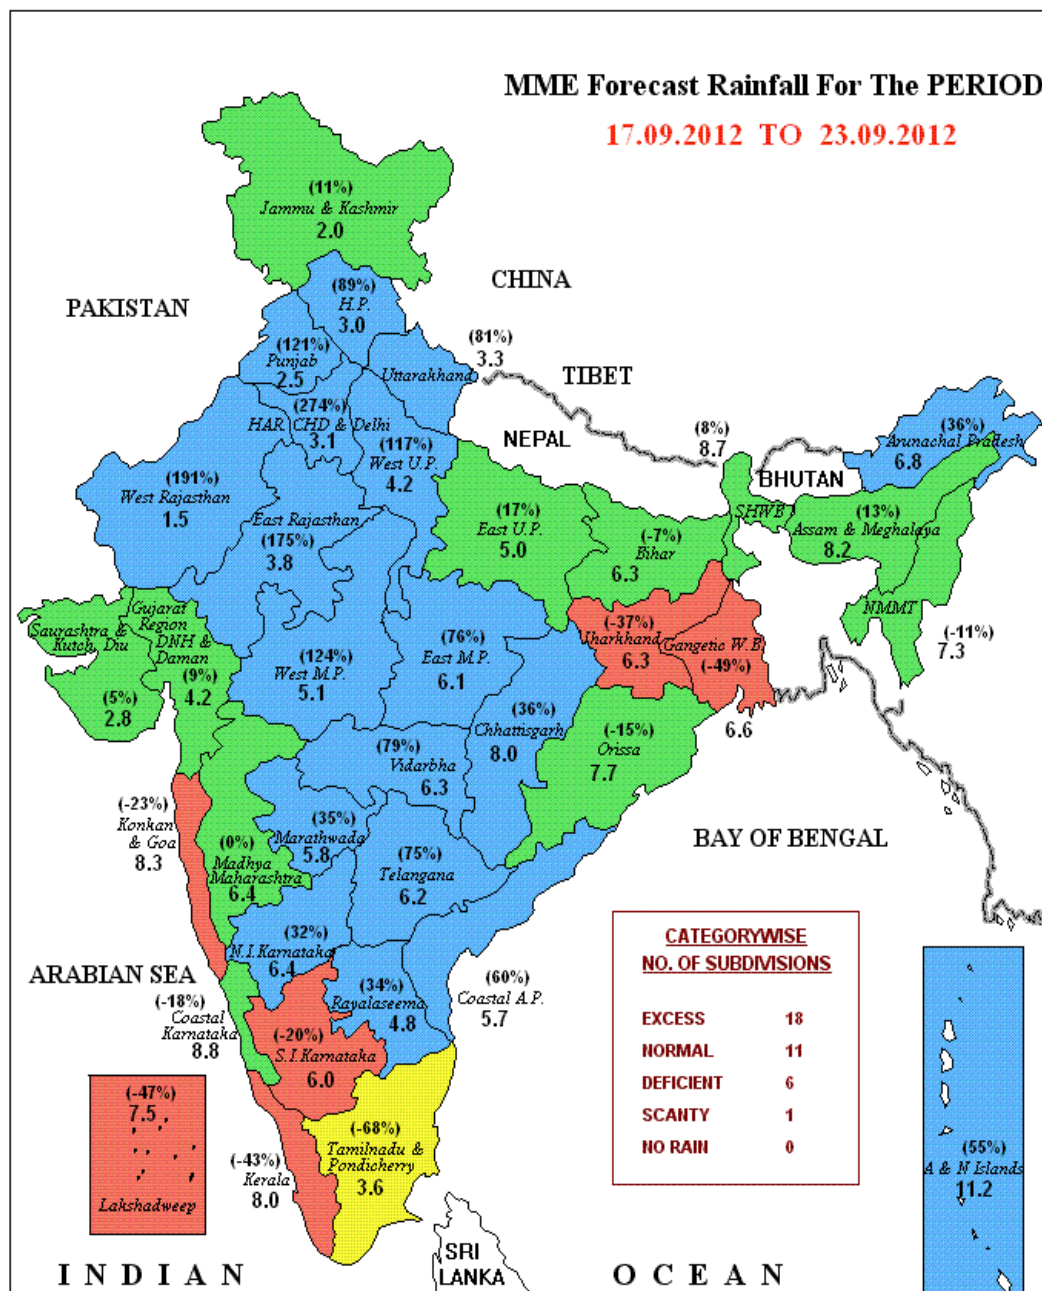 MME Forecast Rainfall For The PERIOD
17.09.2012 TO 23.09.2012
(11%)
Jammu & Kashmir
2.0
CHINA
PAKISTAN
(89%)
H.P.
3.0
(81%)
3.3
(121%)
Punjab
2.5
Uttarakhand
TIBET
(274%)
HAR CHD & Delhi
3.1
NEPAL
(117%)
West U.P.
4.2
(8%)
8.7
(36%)
Arunachal Pradesh
6.8
BHUTAN
(191%)
West Rajasthan
1.5
East Rajasthan
(175%)
3.8
(17%)
East U.P.
5.0
(-7%)
Bihar
6.3
SHWB
(13%)
Assam & Meghalaya
8.2
NMMT
(-11%)
7.3
Gujarat
Region
DNH &
Daman
(9%)
4.2
Saurashtra &
Kutch, Diu
(5%)
2.8
(124%)
West M.P.
5.1
(76%)
East M.P.
6.1
(-37%)
Jharkhand
6.3
Gangetic W.B
(-49%)
6.6
(36%)
Chhattisgarh
8.0
(-15%)
Orissa
7.7
(79%)
Vidarbha
6.3
(-23%)
Konkan
& Goa
8.3
(0%)
Madhya
Maharashtra
6.4
(35%)
Marathwada
5.8
(75%)
Telangana
6.2
BAY OF BENGAL
(32%)
N.I.Karnataka
6.4
ARABIAN SEA
(-18%)
Coastal
Karnataka
8.8
(34%)
Rayalaseema
4.8
(60%)
Coastal A.P.
5.7
(-20%)
S.I.Karnataka
6.0
CATEGORYWISE
NO. OF SUBDIVISIONS
EXCESS 18
NORMAL 11
DEFICIENT 6
SCANTY 1
NO RAIN 0
(-47%)
7.5
Lakshadweep
(-43%)
Kerala
8.0
(-68%)
Tamilnadu &
Pondicherry
3.6
(55%)
A & N Islands
11.2
SRI
LANKA
INDIAN OCEAN